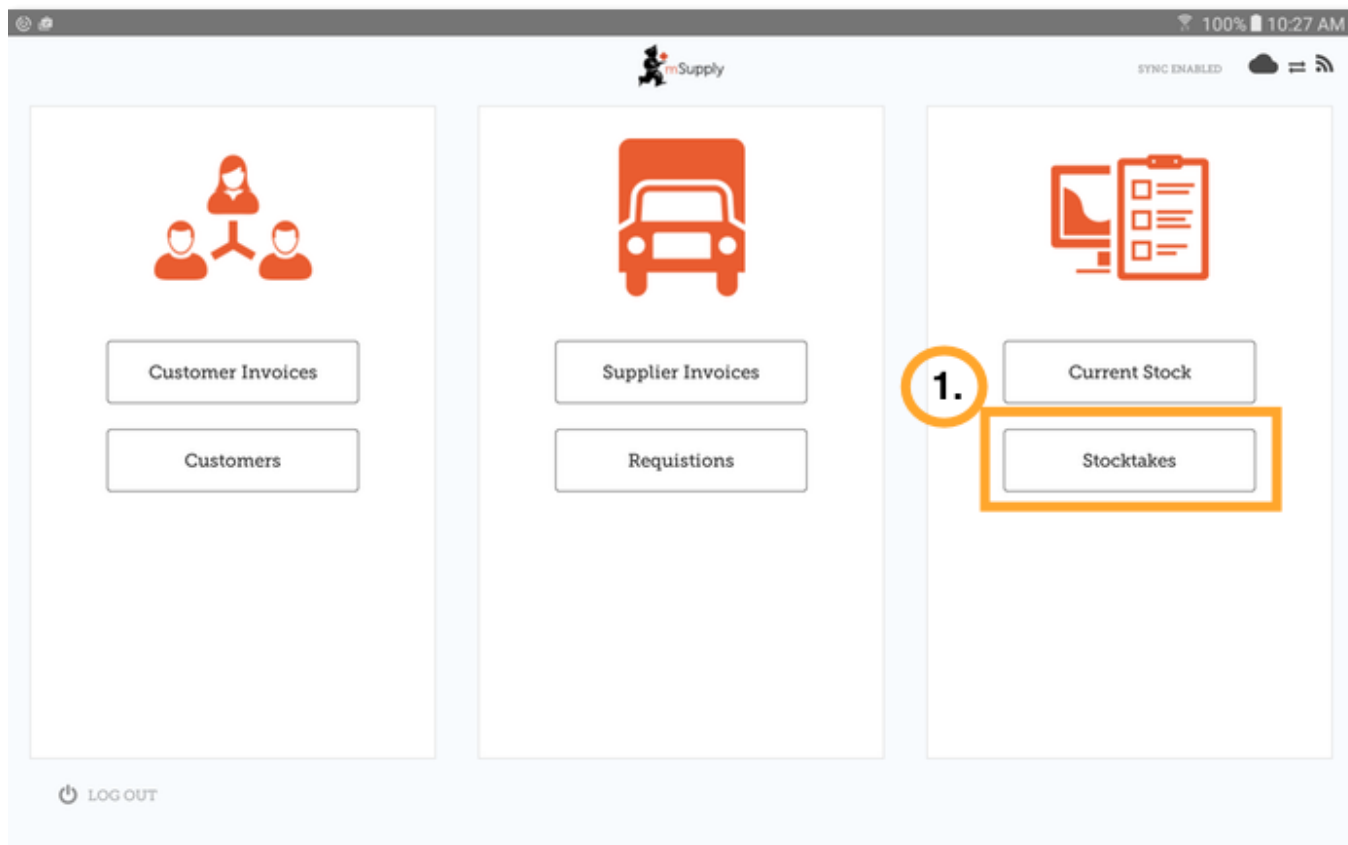 100% 10:27 AM
mSupply
SYNC ENABLED
Customer Invoices
Customers
Supplier Invoices
Requistions
1.
Current Stock
Stocktakes
LOG OUT